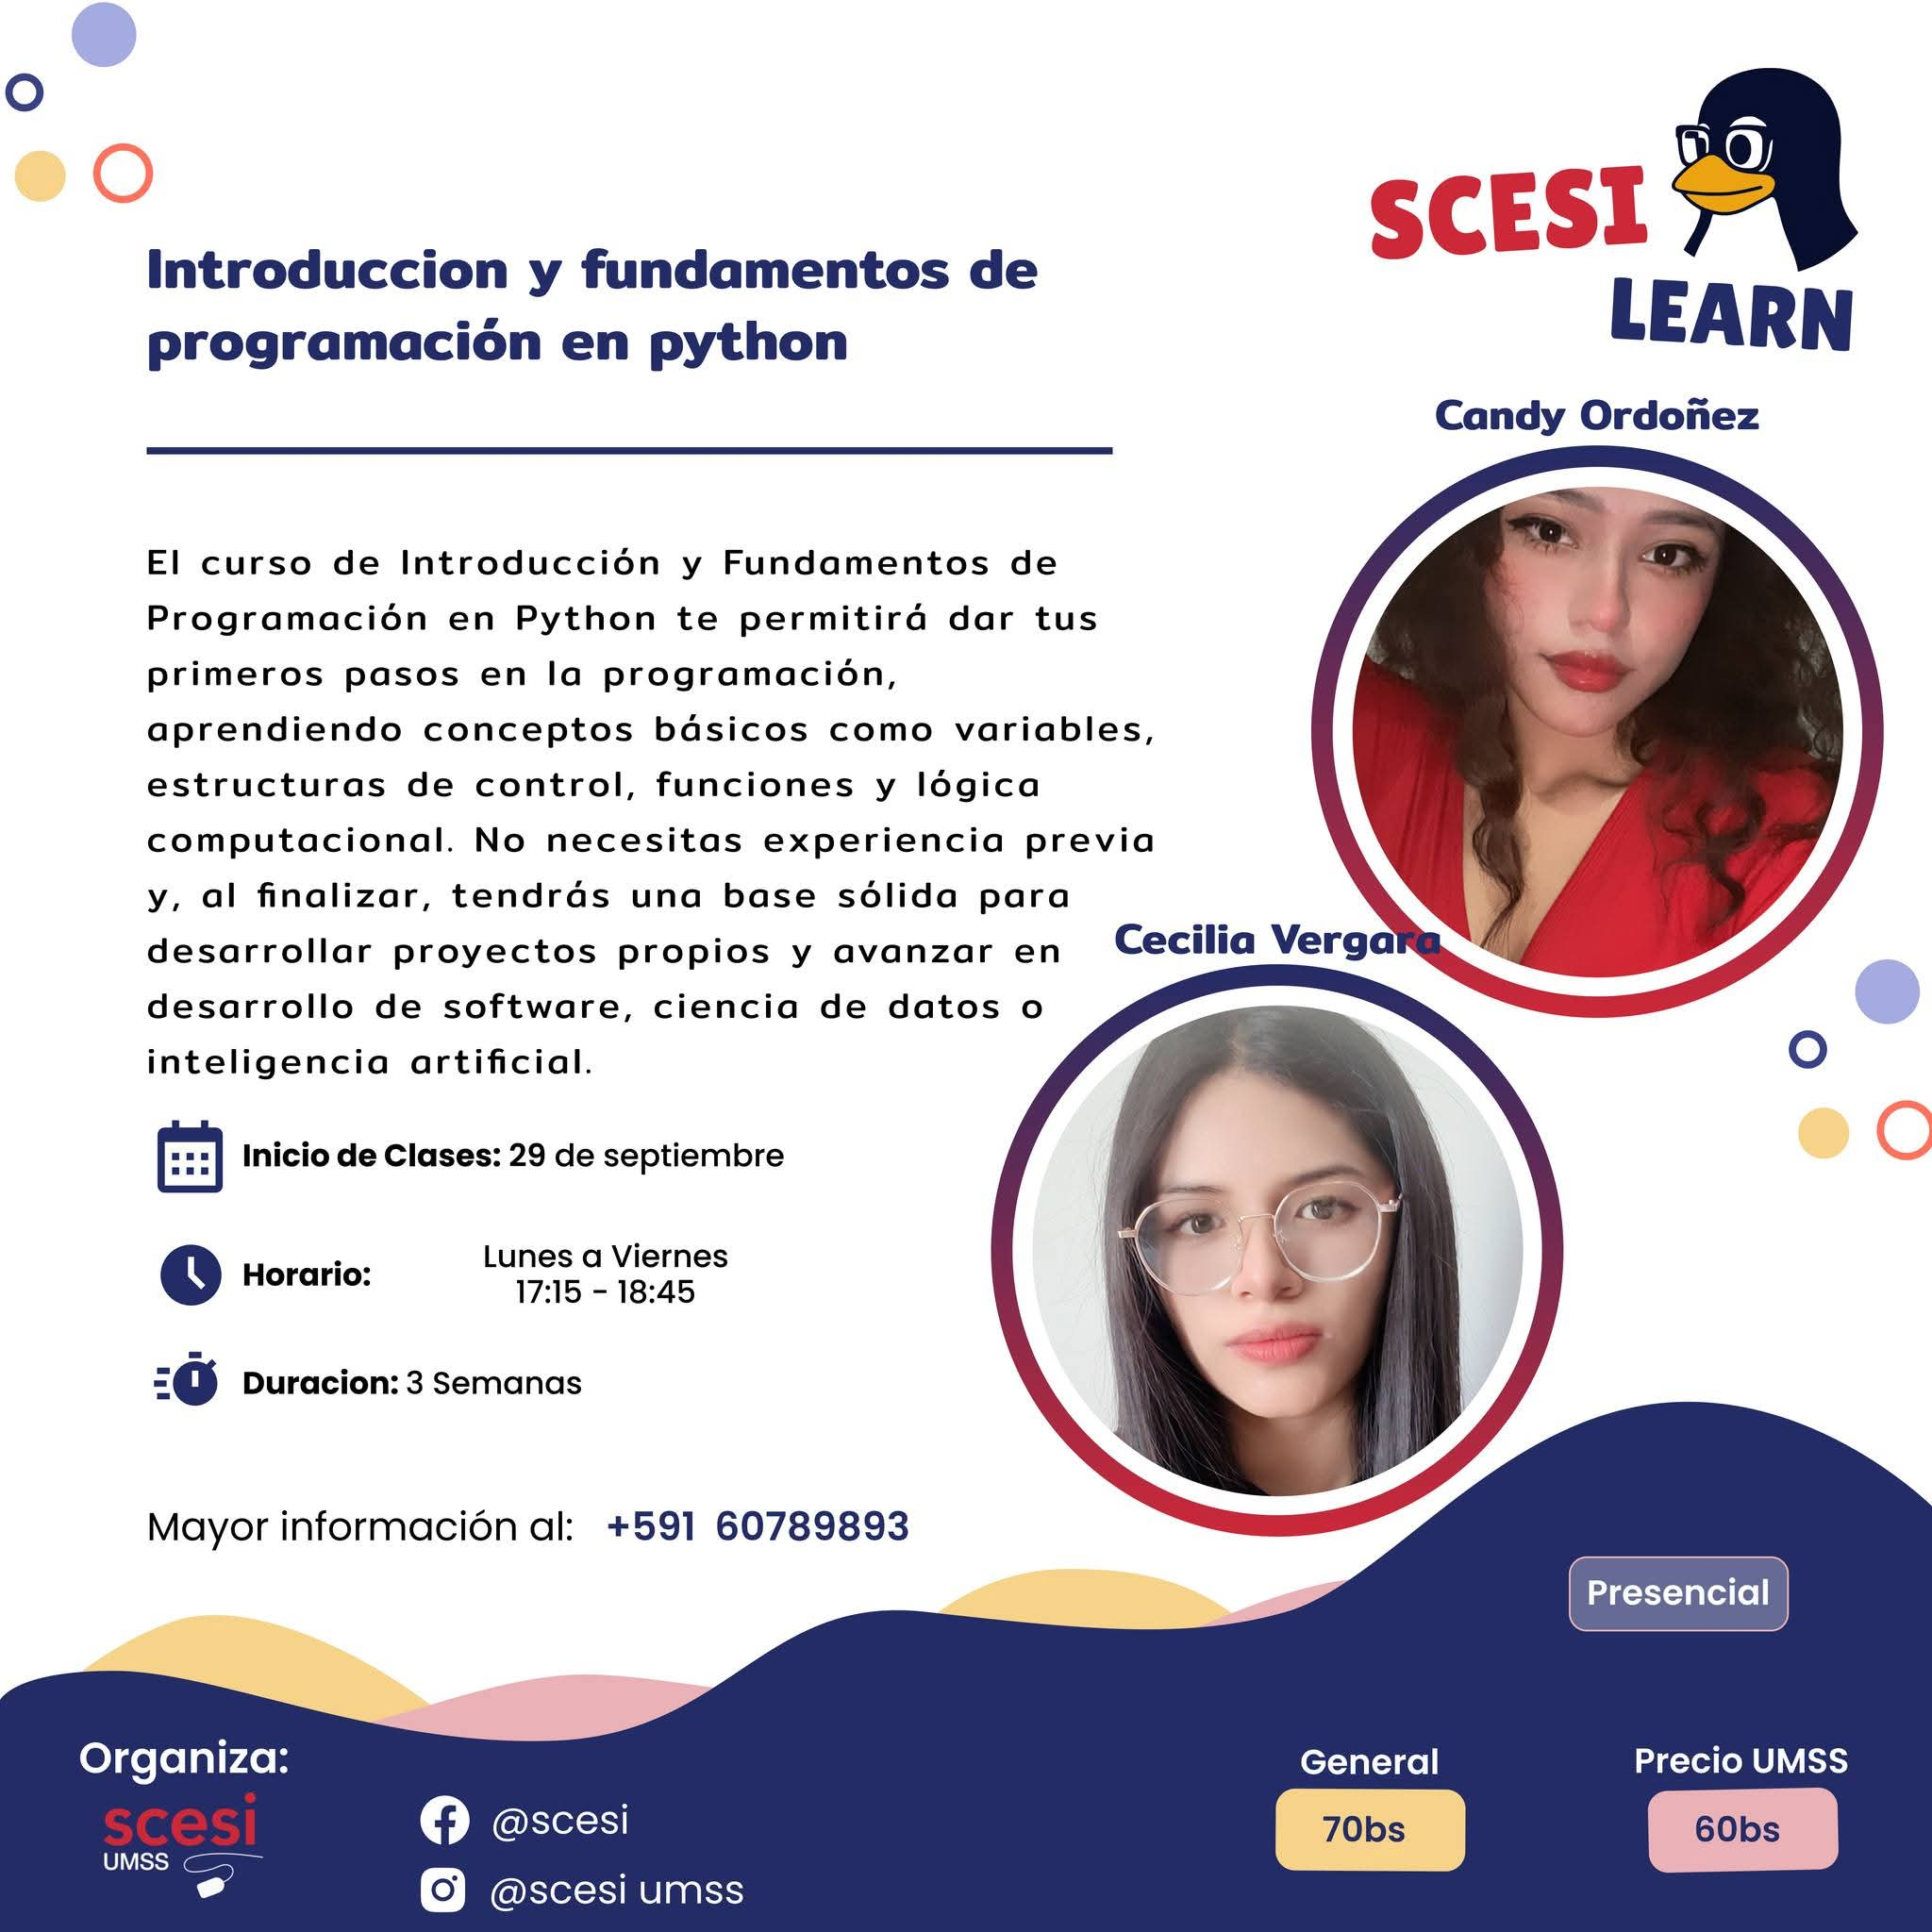 SCESI
LEARN
Introduccion y fundamentos de
programación en python
Candy Ordoñez
El curso de Introducción y Fundamentos de
Programación en Python te permitirá dar tus
primeros pasos en la programación,
aprendiendo conceptos básicos como variables,
estructuras de control, funciones y lógica
computacional. No necesitas experiencia previa
y, al finalizar, tendrás una base sólida para
desarrollar proyectos propios y avanzar en
desarrollo de software, ciencia de datos o
inteligencia artificial.
Cecilia Vergara
Inicio de Clases: 29 de septiembre
Horario:
Lunes a Viernes
17:15 - 18:45
Duracion: 3 Semanas
Mayor información al: +591 60789893
Presencial
Organiza:
scesi
UMSS
@scesi
@scesi umss
General
70bs
Precio UMSS
60bs